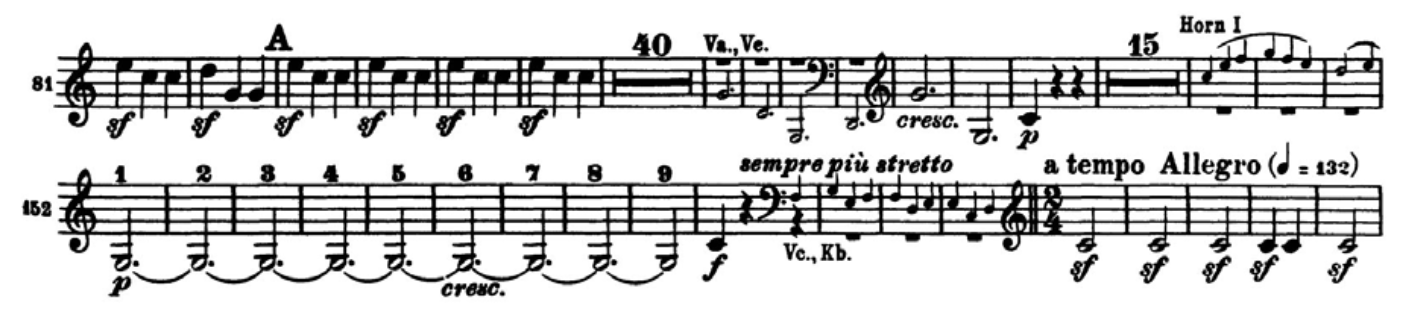 A
40 Va., Vc. 15 Horn I
81
sf sf sf sf sf sf cresc. p
1 2 3 4 5 6 7 8 9 sempre più stretto a tempo Allegro (♩ = 132)
152
2
4
p cresc. f Vc., Kb. sf sf sf sf sf